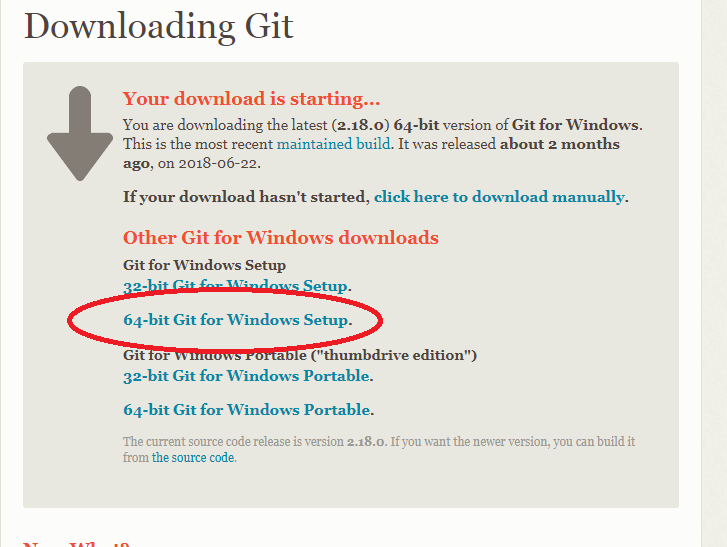 Downloading Git
Your download is starting...
You are downloading the latest (2.18.0) 64-bit version of Git for Windows.
This is the most recent maintained build. It was released about 2 months
ago, on 2018-06-22.
If your download hasn't started, click here to download manually.
Other Git for Windows downloads
Git for Windows Setup
32-bit Git for Windows Setup.
64-bit Git for Windows Setup.
Git for Windows Portable ("thumbdrive edition")
32-bit Git for Windows Portable.
64-bit Git for Windows Portable.
The current source code release is version 2.18.0. If you want the newer version, you can build it
from the source code.
Now What?